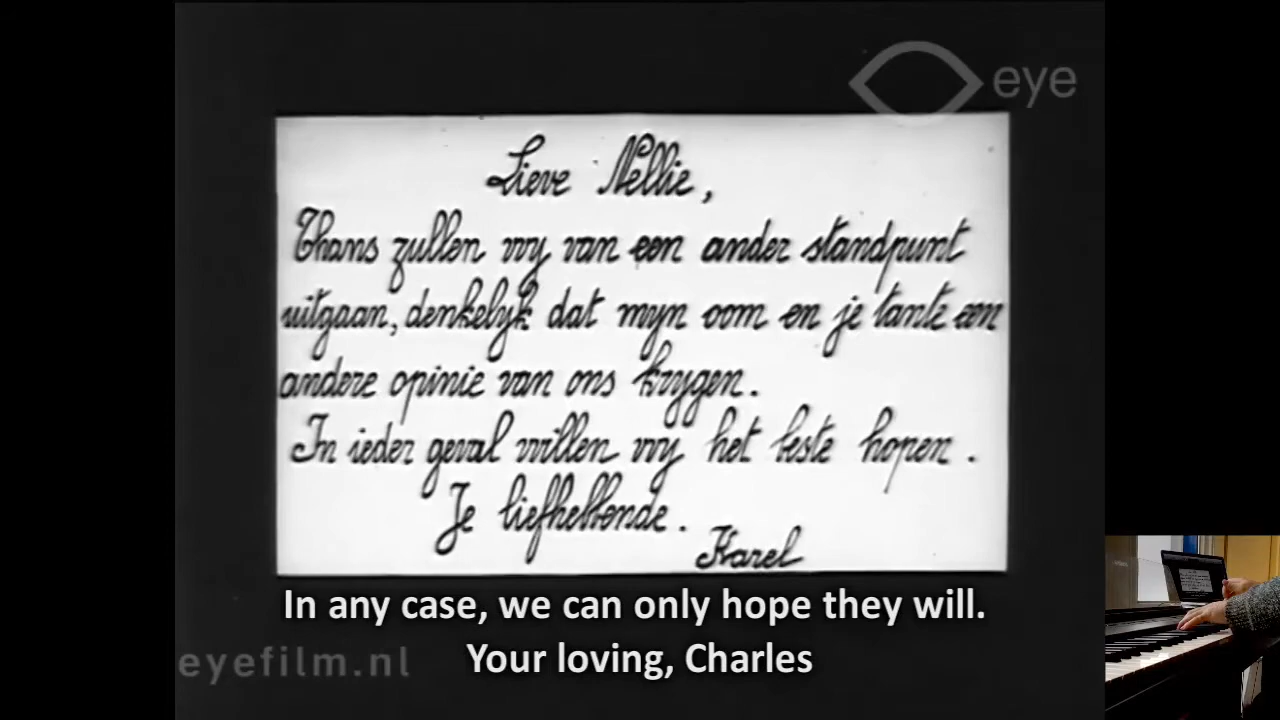 eye
Lieve Nellie,
Thans zullen wy van een ander standpunt
uitgaan, denkelyk dat myn oom en je tante een
andere opinie van ons krygen.
In ieder geval willen wy het beste hopen.
Je liefhebbende.
Karel
In any case, we can only hope they will.
Your loving, Charles
eyefilm.nl